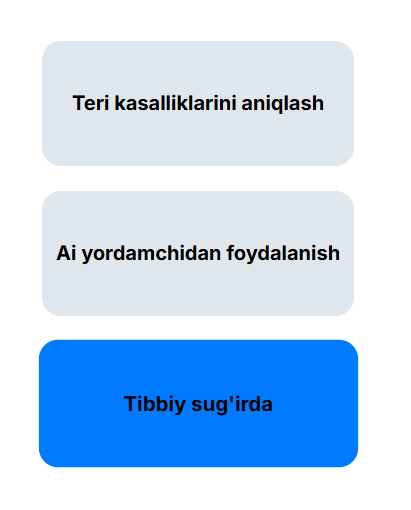 Teri kasalliklarini aniqlash
Ai yordamchidan foydalanish
Tibbiy sug'irda